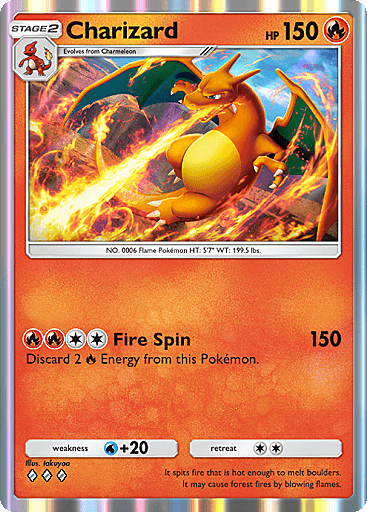 STAGE 2
Charizard
HP 150
Evolves from Charmeleon
NO. 0006 Flame Pokémon HT: 5'7" WT: 199.5 lbs.
Fire Spin 150
Discard 2 Energy from this Pokémon.
weakness +20 retreat
Illus. takuyoa
It spits fire that is hot enough to melt boulders.
It may cause forest fires by blowing flames.